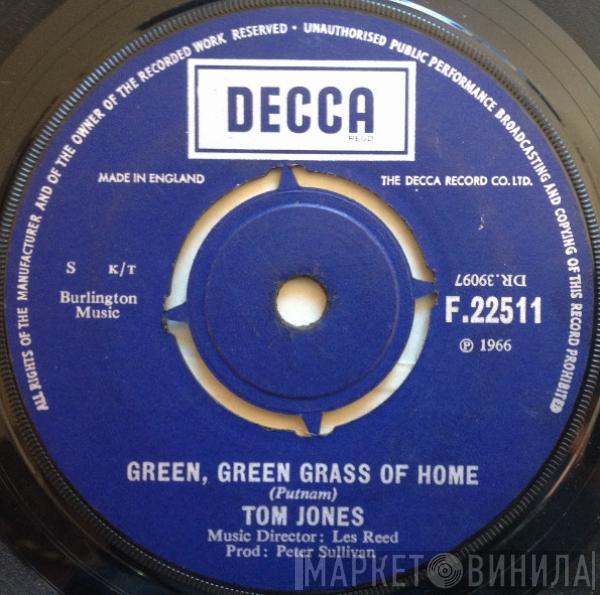 ALL RIGHTS OF THE MANUFACTURER AND OF THE OWNER OF THE RECORDED WORK RESERVED • UNAUTHORISED PUBLIC PERFORMANCE BROADCASTING AND COPYING OF THIS RECORD PROHIBITED
DECCA
REGD
MADE IN ENGLAND
THE DECCA RECORD CO. LTD.
S K/T
DR.39097
Burlington
Music
F.22511
℗ 1966
GREEN, GREEN GRASS OF HOME
(Putnam)
TOM JONES
Music Director: Les Reed
Prod: Peter Sullivan
МАРКЕТ ВИНИЛА